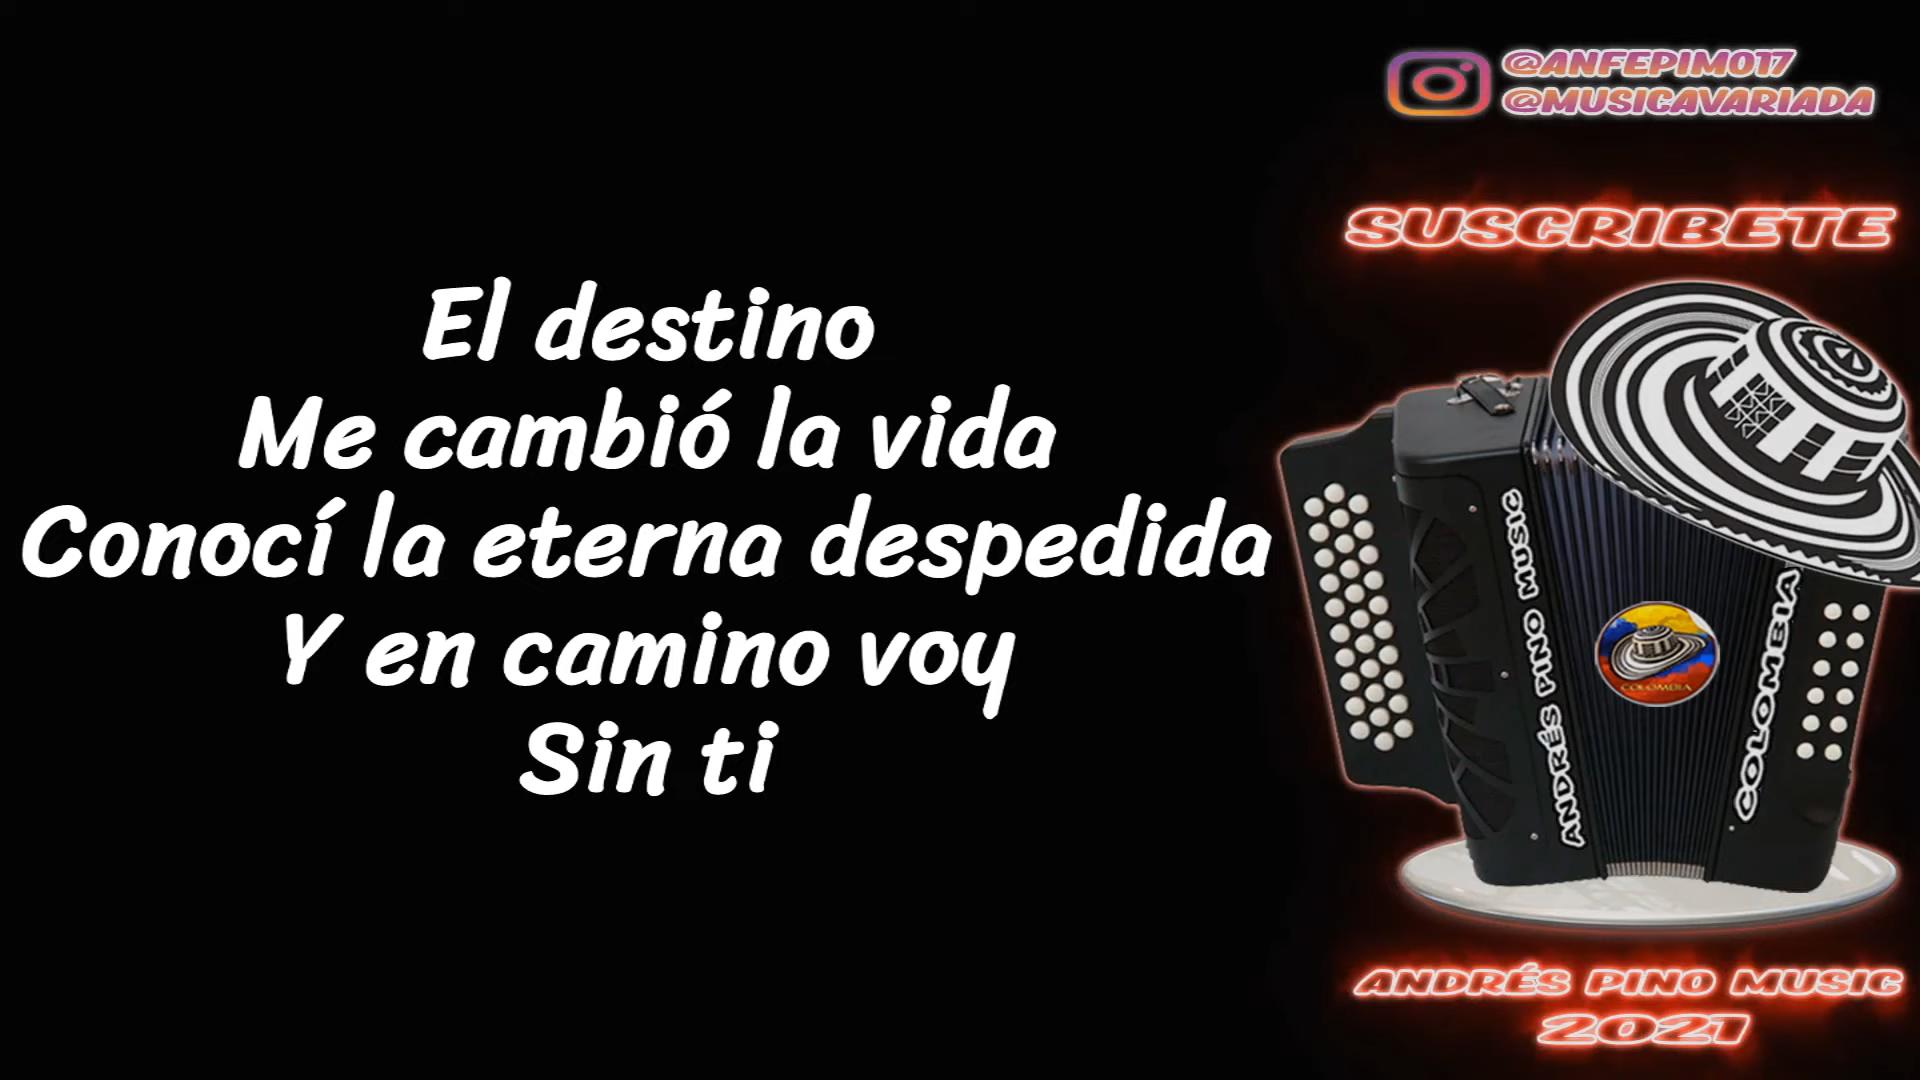 @ANFEPIMO17
@MUSICAVARIADA
SUSCRIBETE
El destino
Me cambió la vida
Conocí la eterna despedida
Y en camino voy
Sin ti
ANDRÉS PINO MUSIC
COLOMBIA
COLOMBIA
ANDRÉS PINO MUSIC
2021